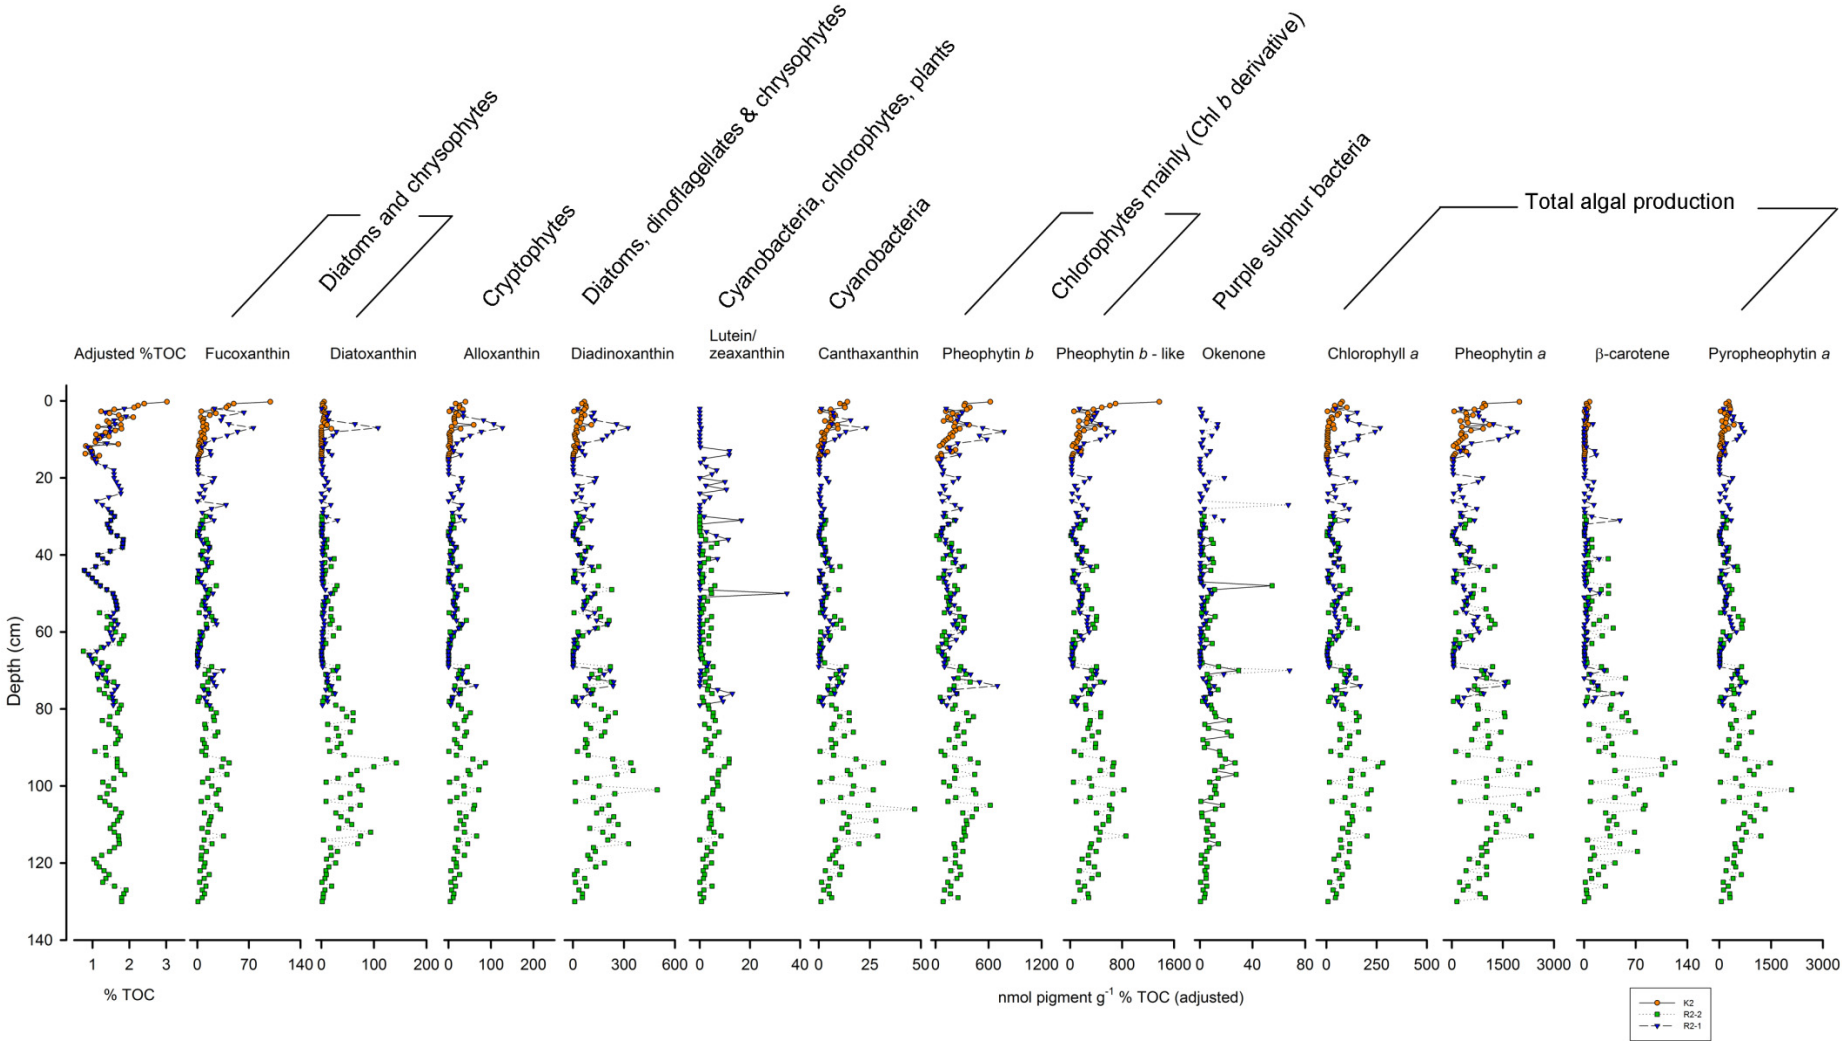 Diatoms and chrysophytes
Cryptophytes
Diatoms, dinoflagellates & chrysophytes
Cyanobacteria, chlorophytes, plants
Cyanobacteria
Chlorophytes mainly (Chl b derivative)
Purple sulphur bacteria
Total algal production
Adjusted %TOC
Fucoxanthin
Diatoxanthin
Alloxanthin
Diadinoxanthin
Lutein/
zeaxanthin
Canthaxanthin
Pheophytin b
Pheophytin b - like
Okenone
Chlorophyll a
Pheophytin a
β-carotene
Pyropheophytin a
Depth (cm)
0
20
40
60
80
100
120
140
1 2 3
0 70 140
0 100 200
0 100 200
0 300 600
0 20 40
0 25 50
0 600 1200
0 800 1600
0 40 80
0 250 500
0 1500 3000
0 70 140
0 1500 3000
% TOC
nmol pigment g-1 % TOC (adjusted)
K2
R2-2
R2-1